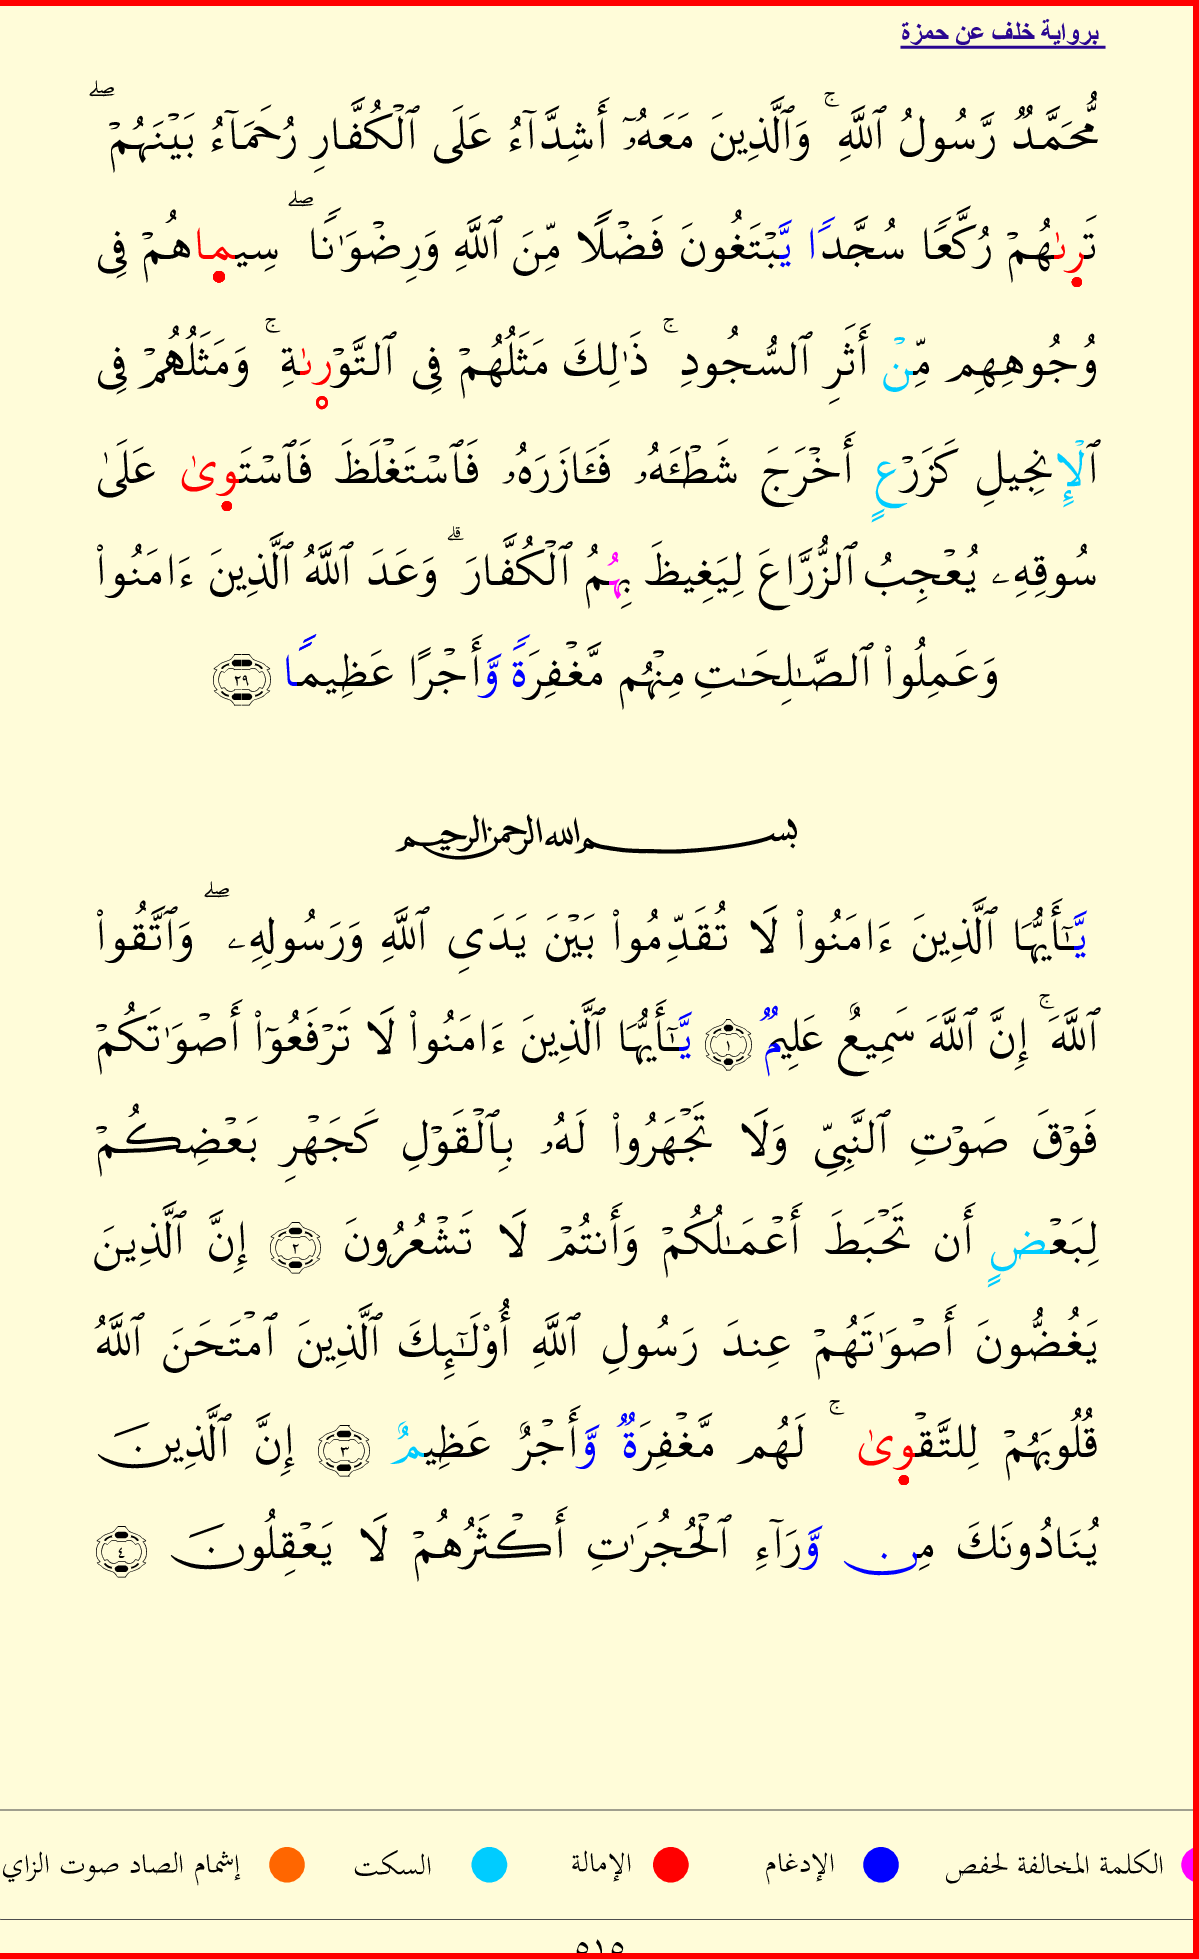 برواية خلف عن حمزة
مُّحَمَّدٌ رَّسُولُ ٱللَّهِ ۚ وَٱلَّذِينَ مَعَهُۥٓ أَشِدَّآءُ عَلَى ٱلْكُفَّارِ رُحَمَآءُ بَيْنَهُمْ ۖ
تَرىٰهُمْ رُكَّعًا سُجَّدًا يَّبْتَغُونَ فَضْلًا مِّنَ ٱللَّهِ وَرِضْوَٰنًا ۖ سِيماهُمْ فِى
وُجُوهِهِم مِّنْ أَثَرِ ٱلسُّجُودِ ۚ ذَٰلِكَ مَثَلُهُمْ فِى ٱلتَّوْرىٰةِ ۚ وَمَثَلُهُمْ فِى
ٱلْإِنجِيلِ كَزَرْعٍ أَخْرَجَ شَطْـَٔهُۥ فَـَٔازَرَهُۥ فَٱسْتَغْلَظَ فَٱسْتَوِىٰ عَلَىٰ
سُوقِهِۦ يُعْجِبُ ٱلزُّرَّاعَ لِيَغِيظَ بِهُمُ ٱلْكُفَّارَ ۗ وَعَدَ ٱللَّهُ ٱلَّذِينَ ءَامَنُوا۟
وَعَمِلُوا۟ ٱلصَّـٰلِحَـٰتِ مِنْهُم مَّغْفِرَةً وَّأَجْرًا عَظِيمًا ٢٩
بسم الله الرحمن الرحيم
يَّـٰٓأَيُّهَا ٱلَّذِينَ ءَامَنُوا۟ لَا تُقَدِّمُوا۟ بَيْنَ يَدَىِ ٱللَّهِ وَرَسُولِهِۦ ۖ وَٱتَّقُوا۟
ٱللَّهَ ۚ إِنَّ ٱللَّهَ سَمِيعٌ عَلِيمٌ ١ يَّـٰٓأَيُّهَا ٱلَّذِينَ ءَامَنُوا۟ لَا تَرْفَعُوٓا۟ أَصْوَٰتَكُمْ
فَوْقَ صَوْتِ ٱلنَّبِىِّ وَلَا تَجْهَرُوا۟ لَهُۥ بِٱلْقَوْلِ كَجَهْرِ بَعْضِكُمْ
لِبَعْضٍ أَن تَحْبَطَ أَعْمَـٰلُكُمْ وَأَنتُمْ لَا تَشْعُرُونَ ٢ إِنَّ ٱلَّذِينَ
يَغُضُّونَ أَصْوَٰتَهُمْ عِندَ رَسُولِ ٱللَّهِ أُو۟لَـٰٓئِكَ ٱلَّذِينَ ٱمْتَحَنَ ٱللَّهُ
قُلُوبَهُمْ لِلتَّقْوِىٰ ۚ لَهُم مَّغْفِرَةٌ وَّأَجْرٌ عَظِيمٌ ٣ إِنَّ ٱلَّذِينَ
يُنَادُونَكَ مِن وَّرَآءِ ٱلْحُجُرَٰتِ أَكْثَرُهُمْ لَا يَعْقِلُونَ ٤
الكلمة المخالفة لحفص الإدغام الإمالة السكت إشمام الصاد صوت الزاي
٥١٥